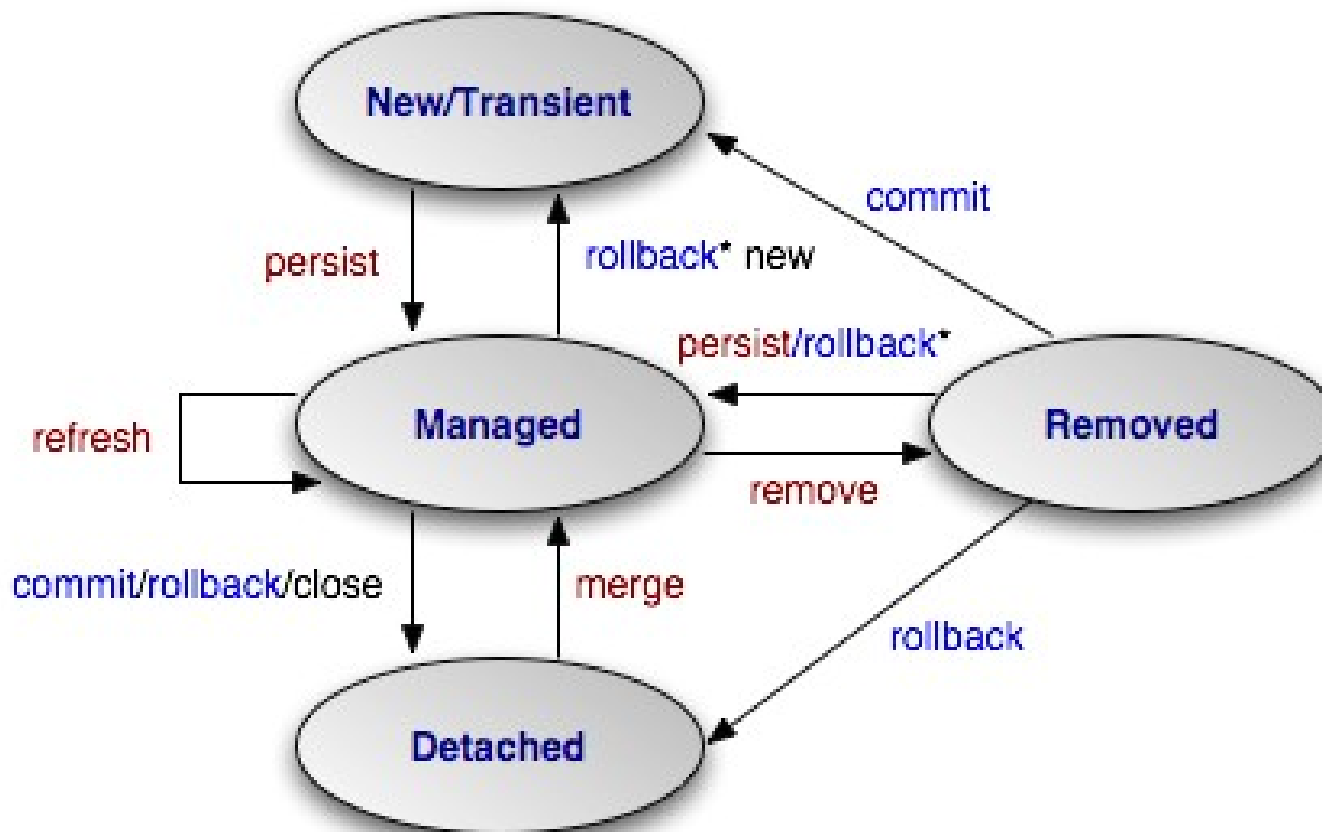 New/Transient
commit
persist
rollback* new
persist/rollback*
refresh
Managed
Removed
remove
commit/rollback/close
merge
rollback
Detached